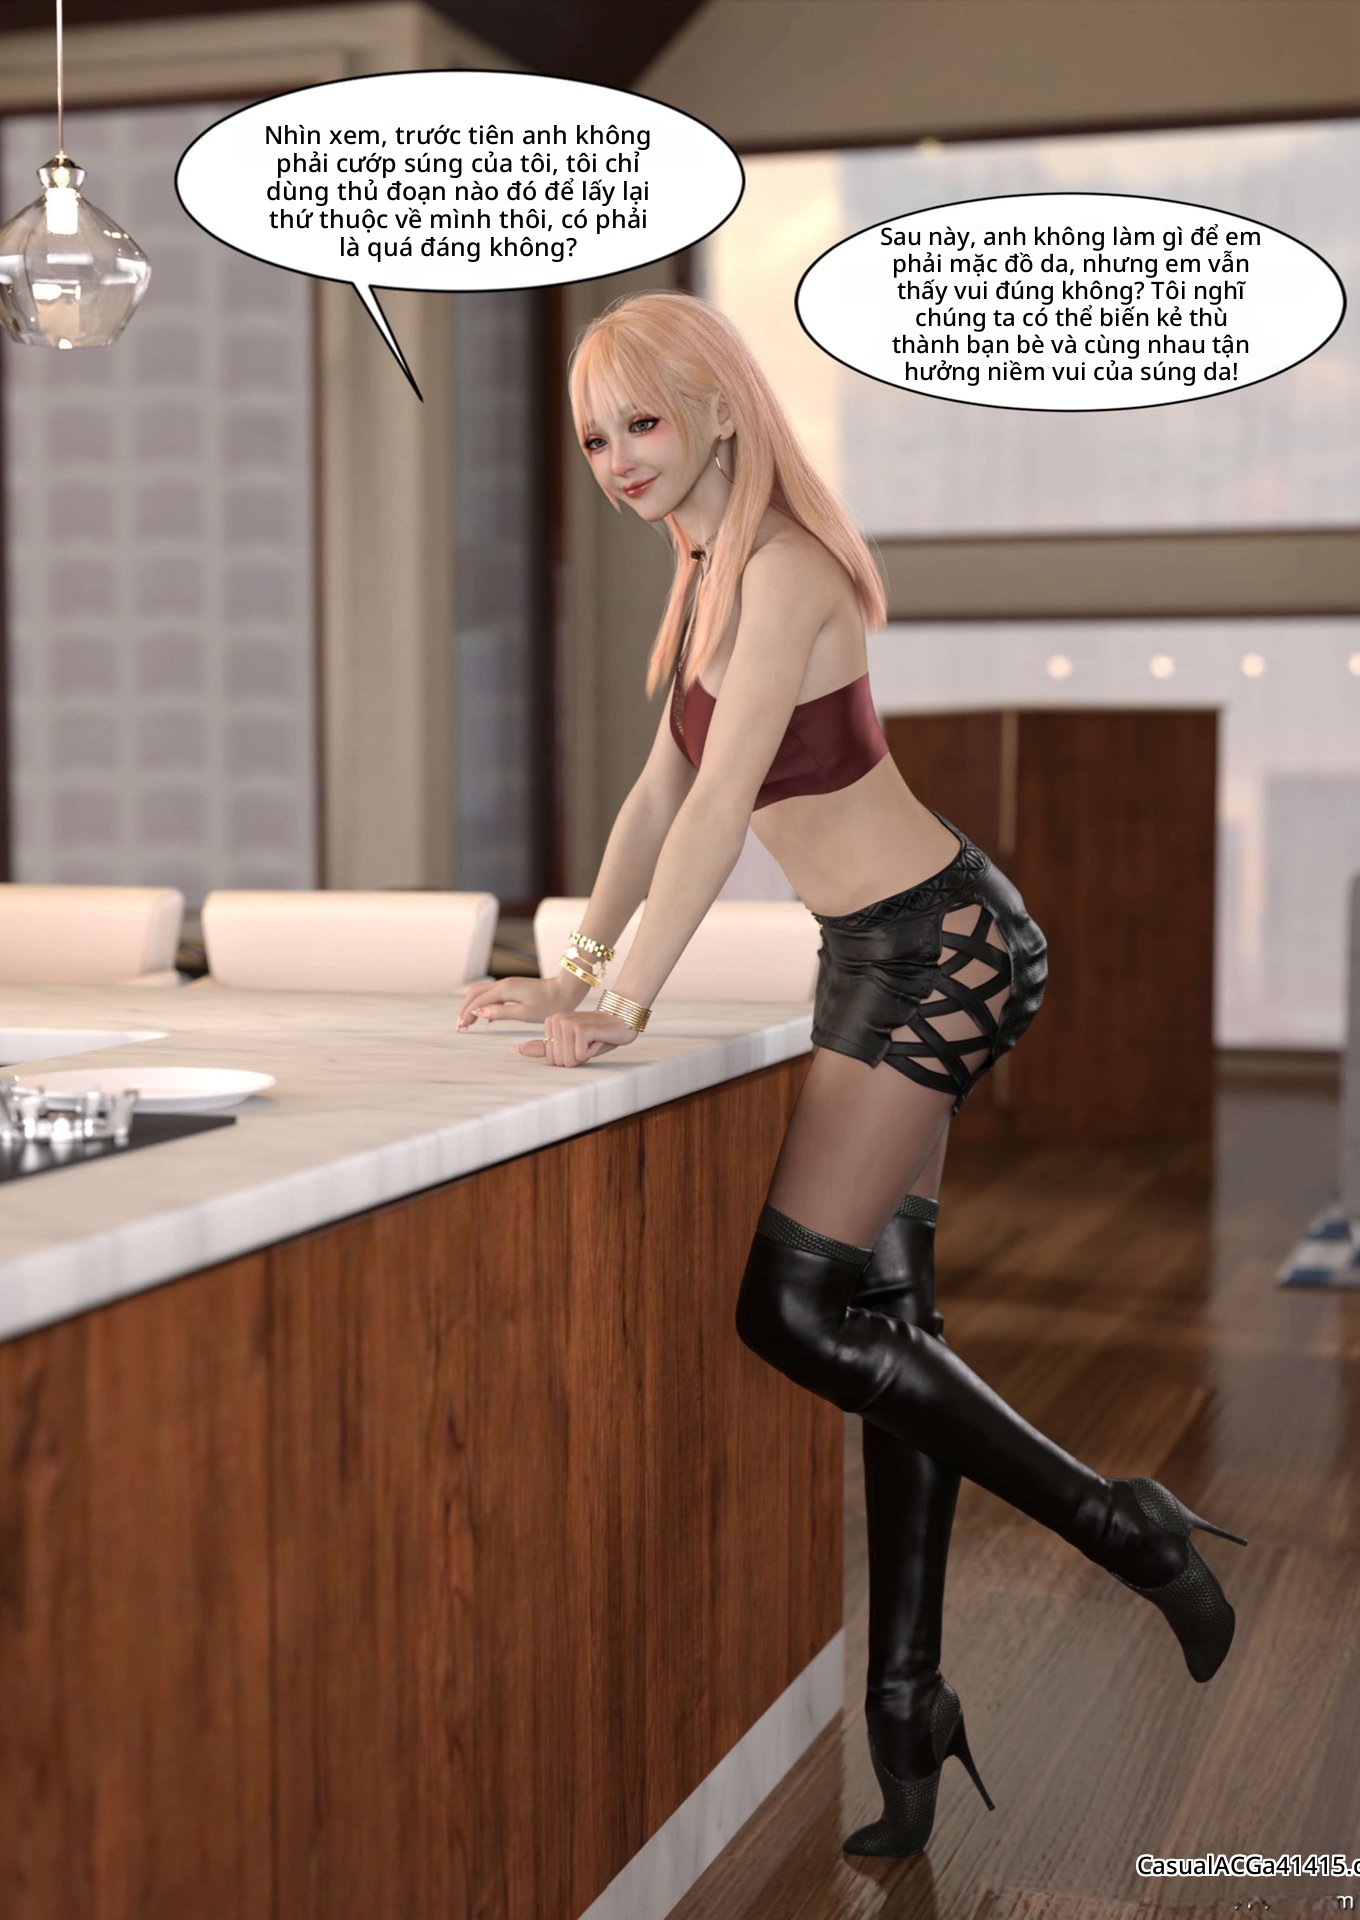 Nhìn xem, trước tiên anh không
phải cướp súng của tôi, tôi chỉ
dùng thủ đoạn nào đó để lấy lại
thứ thuộc về mình thôi, có phải
là quá đáng không?
Sau này, anh không làm gì để em
phải mặc đồ da, nhưng em vẫn
thấy vui đúng không? Tôi nghĩ
chúng ta có thể biến kẻ thù
thành bạn bè và cùng nhau tận
hưởng niềm vui của súng da!
CasualACGa41415.c
m